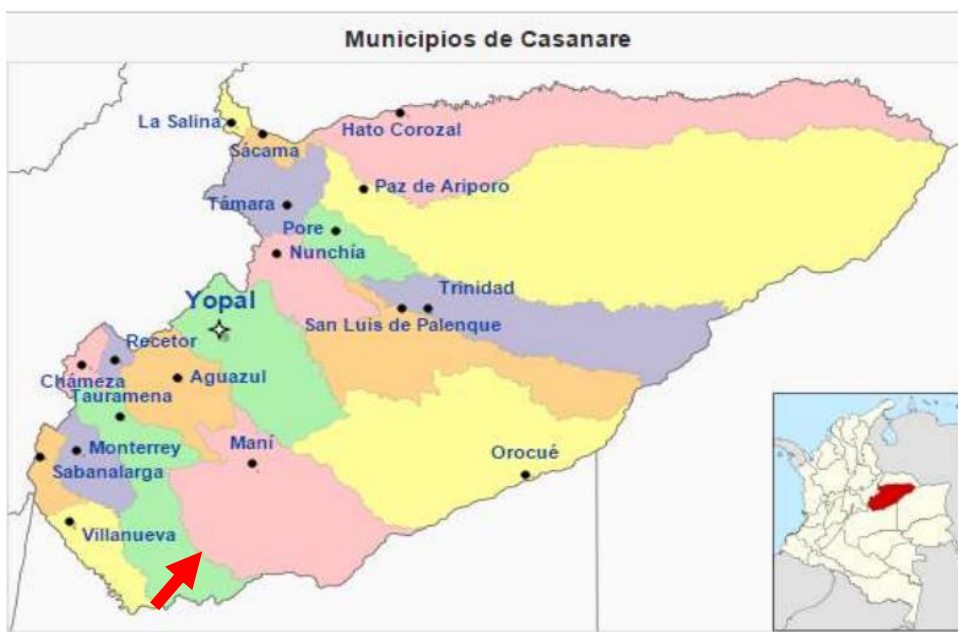 Municipios de Casanare
La Salina
Hato Corozal
Sácama
Paz de Ariporo
Támara
Pore
Nunchía
Trinidad
Yopal
San Luis de Palenque
Recetor
Chámeza
Aguazul
Tauramena
Maní
Monterrey
Orocué
Sabanalarga
Villanueva